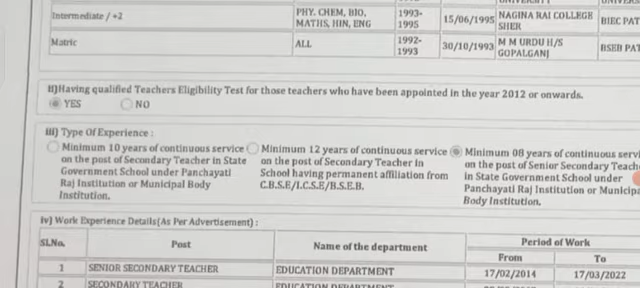 Intermediate / +2 PHY. CHEM, BIO, MATHS, HIN, ENG 1993-1995 15/06/1995 NAGINA RAI COLLEGE SHER BIEC PAT
Matric ALL 1992-1993 30/10/1993 M M URDU H/S GOPALGANJ BSEB PAT
ii)Having qualified Teachers Eligibility Test for those teachers who have been appointed in the year 2012 or onwards.
YES NO
iii) Type Of Experience :
Minimum 10 years of continuous service on the post of Secondary Teacher in State Government School under Panchayati Raj Institution or Municipal Body Institution.
Minimum 12 years of continuous service on the post of Secondary Teacher in School having permanent affiliation from C.B.S.E/I.C.S.E/B.S.E.B.
Minimum 08 years of continuous servi on the post of Senior Secondary Teach in State Government School under Panchayati Raj Institution or Municipa Body Institution.
iv) Work Experience Details(As Per Advertisement) :
SI.No. Post Name of the department Period of Work
From To
1 SENIOR SECONDARY TEACHER EDUCATION DEPARTMENT 17/02/2014 17/03/2022
2 SECONDARY TEACHER EDUCATION DEPARTMENT